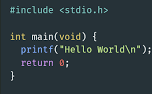 #include <stdio.h>
int main(void) {
printf("Hello World\n");
return 0;
}